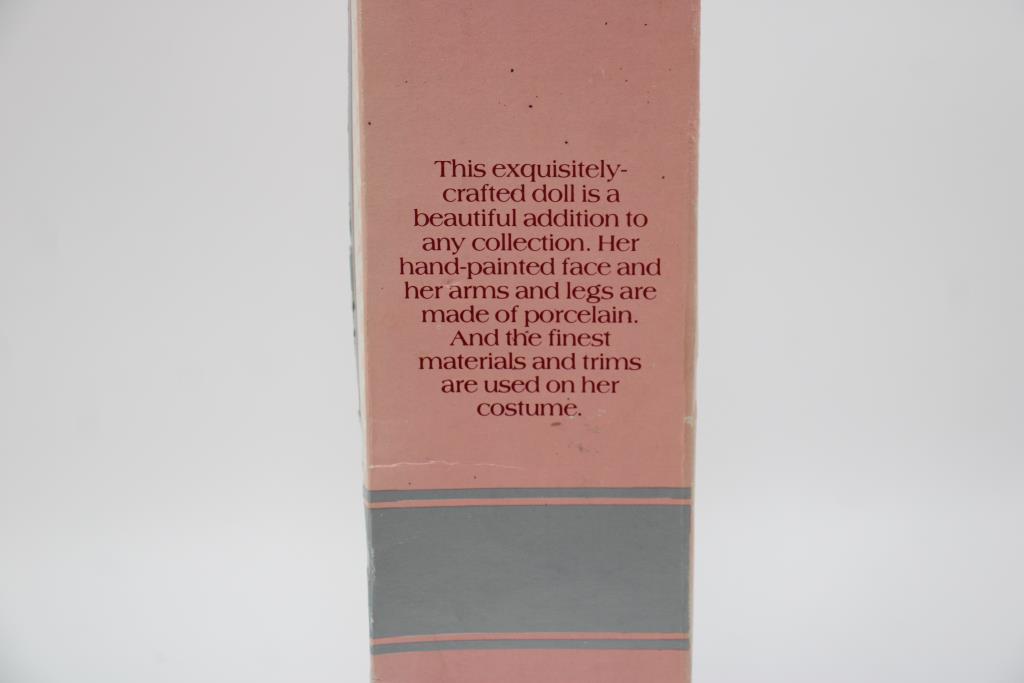 This exquisitely-
crafted doll is a
beautiful addition to
any collection. Her
hand-painted face and
her arms and legs are
made of porcelain.
And the finest
materials and trims
are used on her
costume.